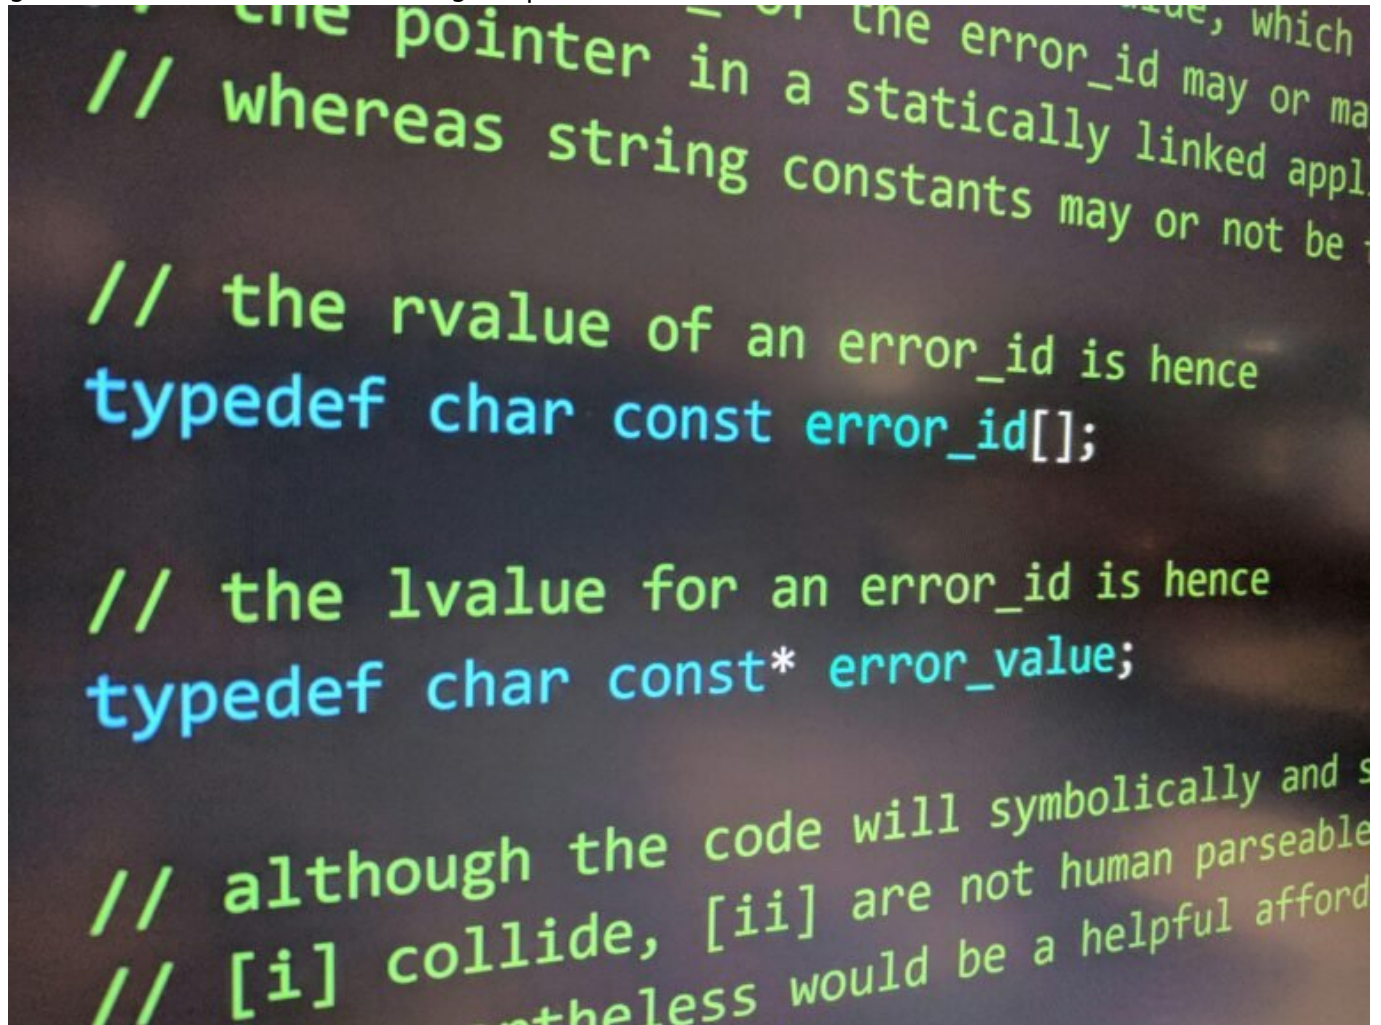 the pointer in a statically linked
// whereas string constants may or not be
// the rvalue of an error_id is hence
typedef char const error_id[];
// the lvalue for an error_id is hence
typedef char const* error_value;
// although the code will symbolically and
// [i] collide, [ii] are not human parseable
// would be a helpful